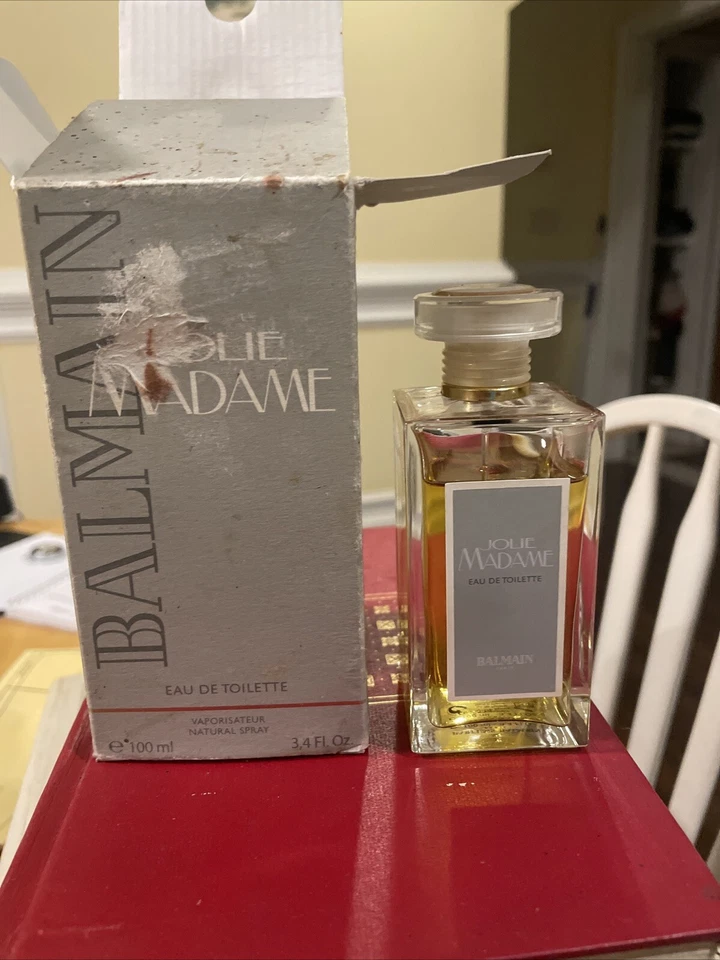 BALMAIN
JOLIE
MADAME
EAU DE TOILETTE
VAPORISATEUR
NATURAL SPRAY
e 100 ml
3,4 Fl. Oz.
JOLIE
MADAME
EAU DE TOILETTE
BALMAIN